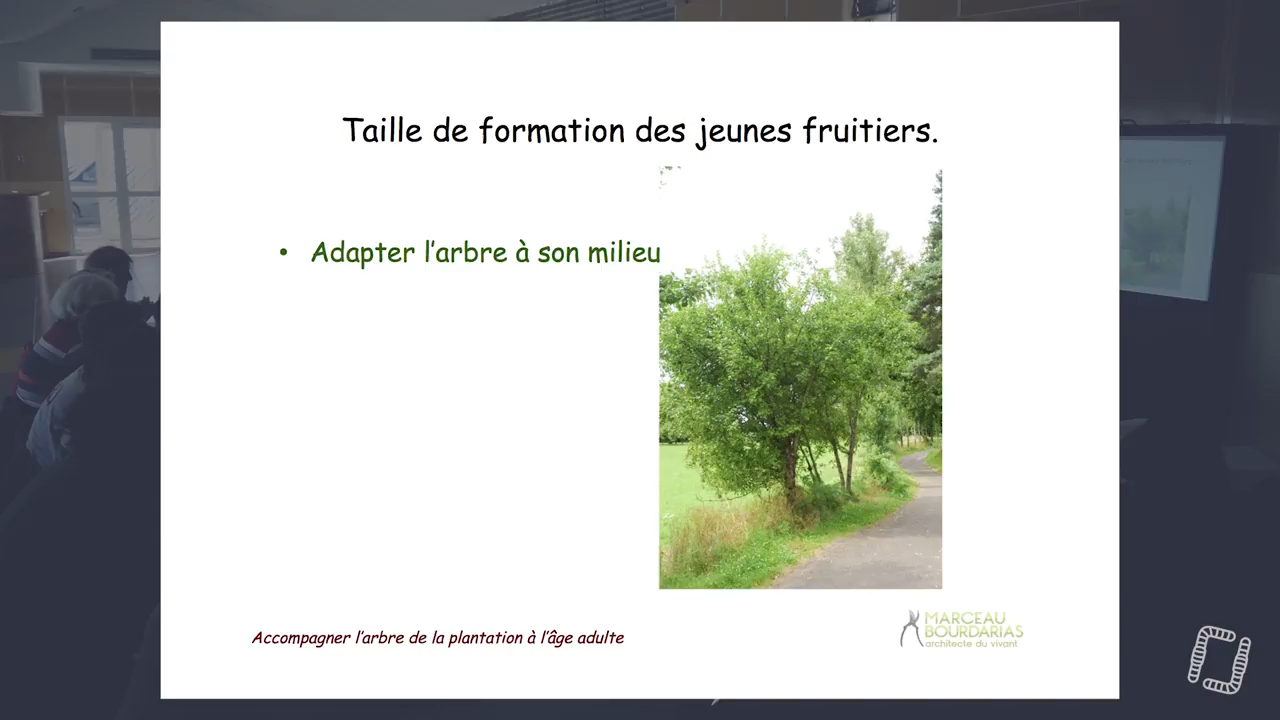 Taille de formation des jeunes fruitiers.
• Adapter l'arbre à son milieu
Accompagner l'arbre de la plantation à l'âge adulte
MARCEAU
BOURDARIAS
architecte du vivant